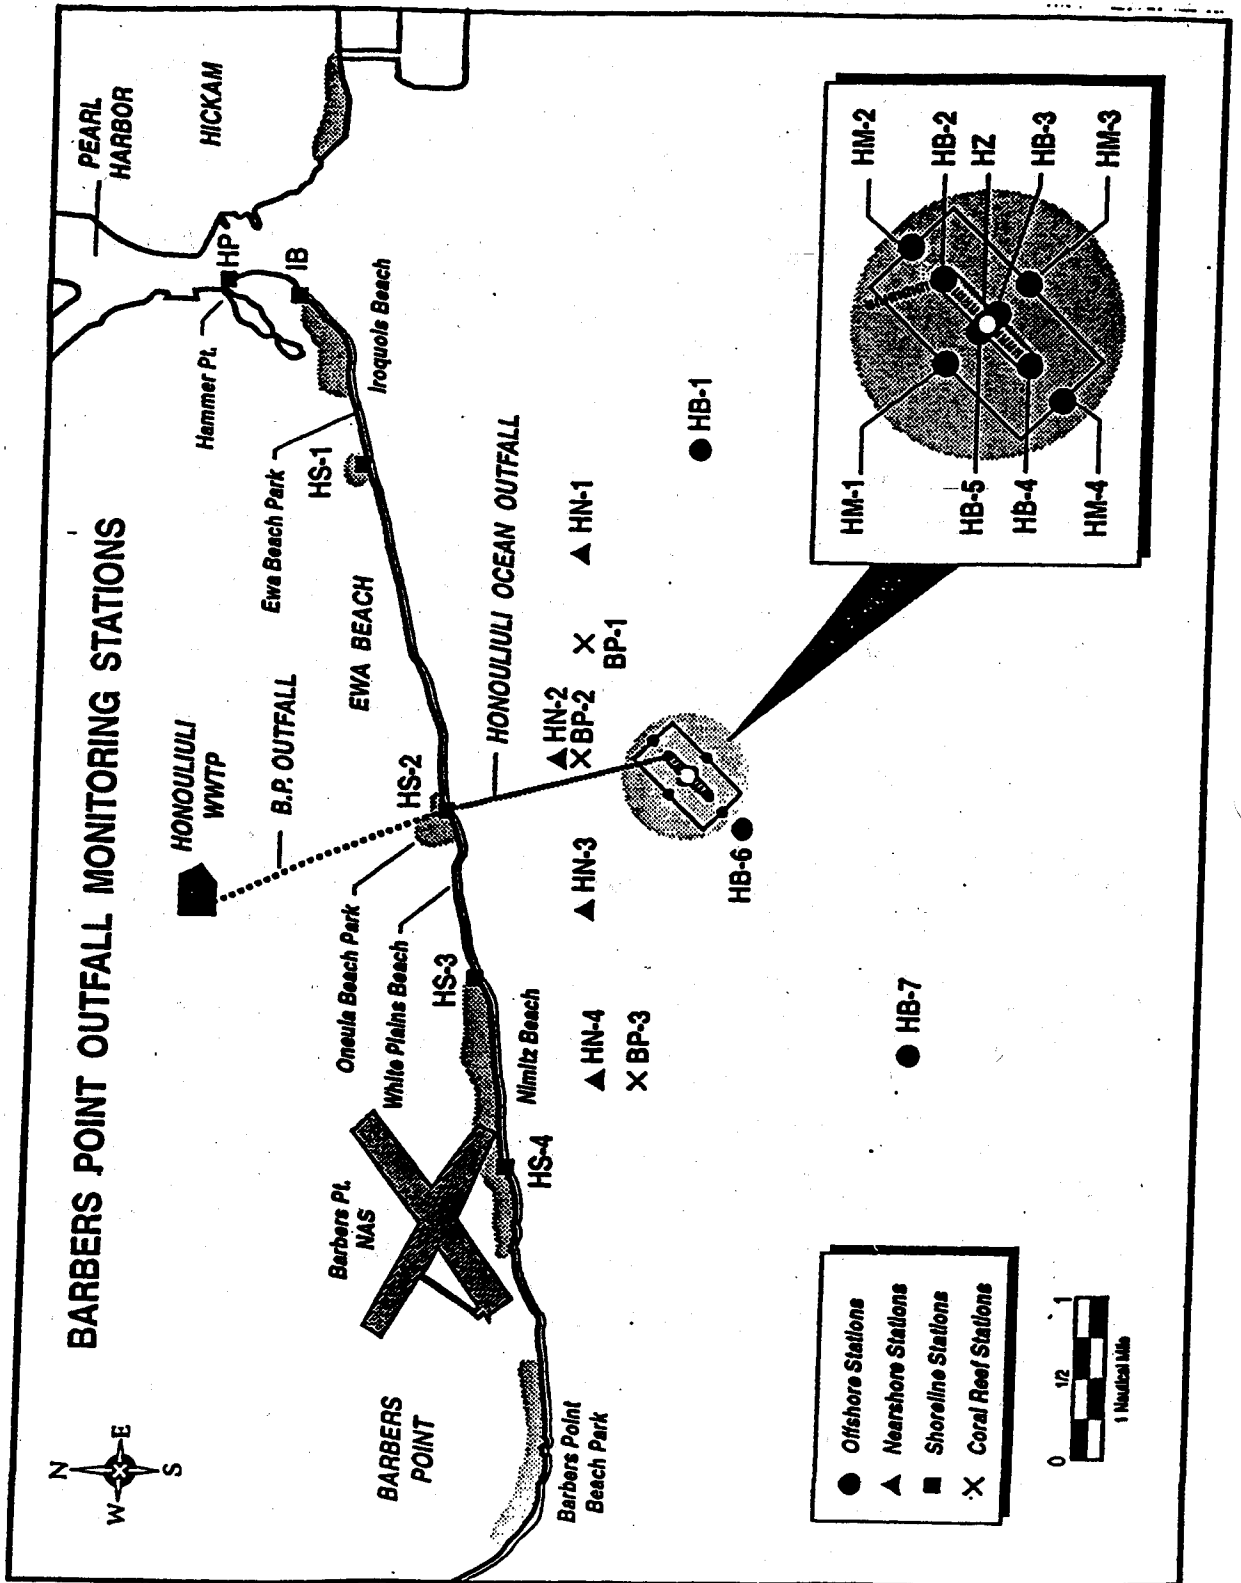 BARBERS POINT OUTFALL MONITORING STATIONS
N
W
E
S
PEARL
HARBOR
HICKAM
HP
IB
Hammer Pt.
Iroquois Beach
Ewa Beach Park
HS-1
EWA BEACH
HONOULIULI
WWTP
B.P. OUTFALL
HS-2
HONOULIULI OCEAN OUTFALL
Oneula Beach Park
White Plains Beach
HS-3
Nimitz Beach
Barbers Pt.
NAS
HS-4
BARBERS
POINT
Barbers Point
Beach Park
HN-1
BP-1
HN-2
BP-2
HN-3
HN-4
BP-3
HB-1
HB-6
HB-7
HM-1
HB-5
HB-4
HM-4
HM-2
HB-2
HZ
HB-3
HM-3
Offshore Stations
Nearshore Stations
Shoreline Stations
Coral Reef Stations
0 1/2 1
1 Nautical Mile